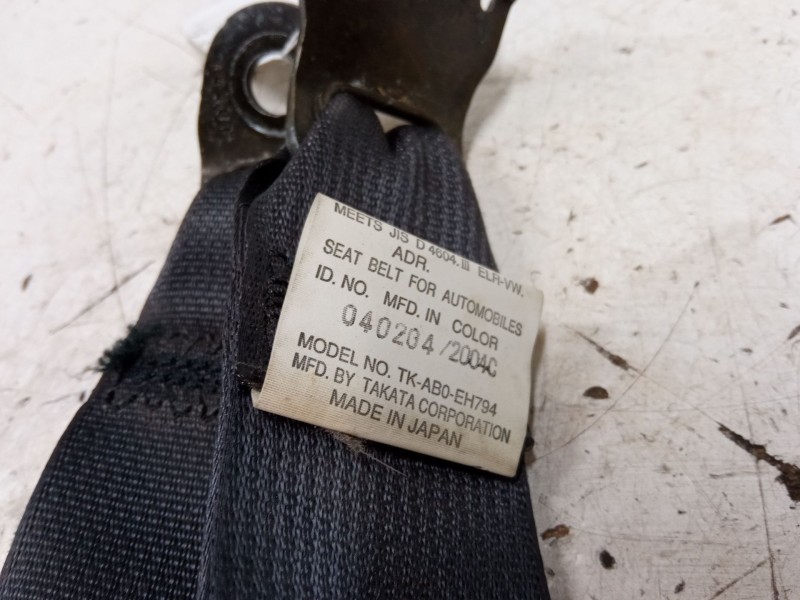 MEETS JIS D 4604.III ELR-VW.
ADR.
SEAT BELT FOR AUTOMOBILES
ID. NO. MFD. IN COLOR
040204/2004C
MODEL NO. TK-AB0-EH794
MFD. BY TAKATA CORPORATION
MADE IN JAPAN